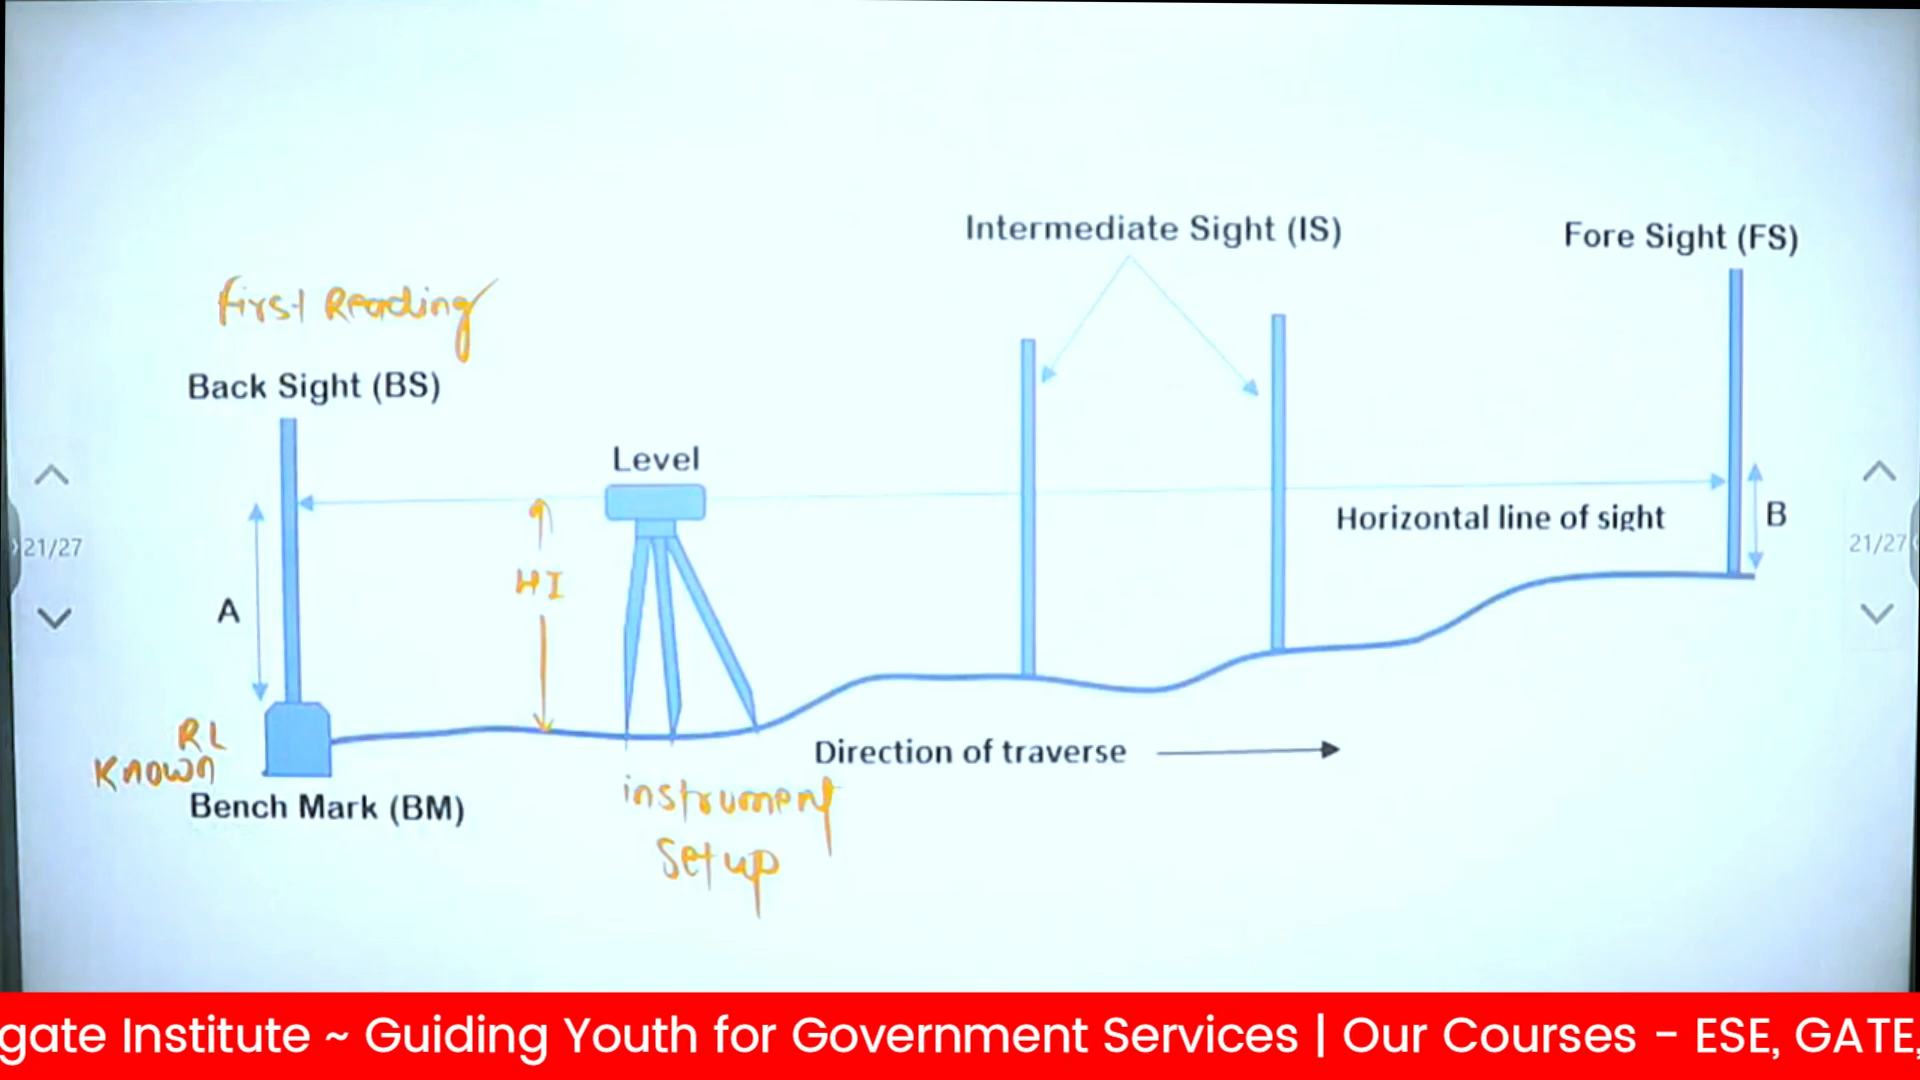 Intermediate Sight (IS)
Fore Sight (FS)
First Reading
Back Sight (BS)
Level
Horizontal line of sight
B
21/27
21/27
HI
A
RL
Known
Direction of traverse
Bench Mark (BM)
instrument
Setup
gate Institute ~ Guiding Youth for Government Services | Our Courses - ESE, GATE,